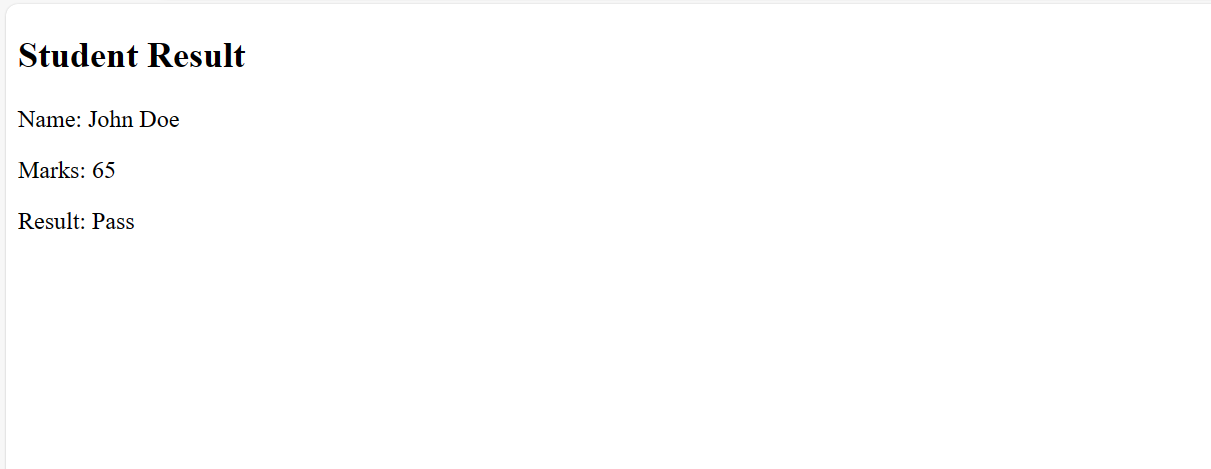 Student Result
Name: John Doe
Marks: 65
Result: Pass